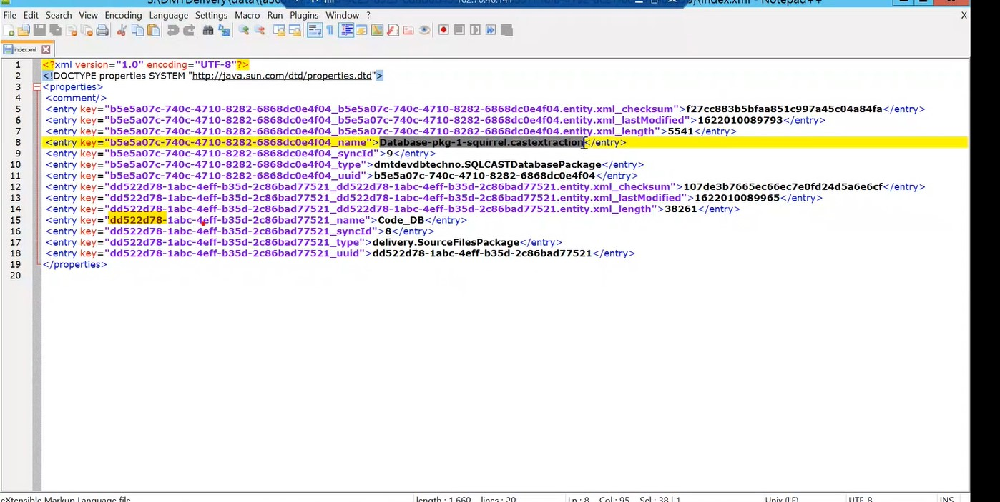 File Edit Search View Encoding Language Settings Macro Run Plugins Window ? X
index.xml
1 <?xml version="1.0" encoding="UTF-8"?>
2 <!DOCTYPE properties SYSTEM "http://java.sun.com/dtd/properties.dtd">
3 <properties>
4 <comment/>
5 <entry key="b5e5a07c-740c-4710-8282-6868dc0e4f04_b5e5a07c-740c-4710-8282-6868dc0e4f04.entity.xml_checksum">f27cc883b5bfaa851c997a45c04a84fa</entry>
6 <entry key="b5e5a07c-740c-4710-8282-6868dc0e4f04_b5e5a07c-740c-4710-8282-6868dc0e4f04.entity.xml_lastModified">1622010089793</entry>
7 <entry key="b5e5a07c-740c-4710-8282-6868dc0e4f04_b5e5a07c-740c-4710-8282-6868dc0e4f04.entity.xml_length">5541</entry>
8 <entry key="b5e5a07c-740c-4710-8282-6868dc0e4f04_name">Database-pkg-1-squirrel.castextraction</entry>
9 <entry key="b5e5a07c-740c-4710-8282-6868dc0e4f04_syncId">9</entry>
10 <entry key="b5e5a07c-740c-4710-8282-6868dc0e4f04_type">dmtdevdbtechno.SQLCASTDatabasePackage</entry>
11 <entry key="b5e5a07c-740c-4710-8282-6868dc0e4f04_uuid">b5e5a07c-740c-4710-8282-6868dc0e4f04</entry>
12 <entry key="dd522d78-1abc-4eff-b35d-2c86bad77521_dd522d78-1abc-4eff-b35d-2c86bad77521.entity.xml_checksum">107de3b7665ec66ec7e0fd24d5a6e6cf</entry>
13 <entry key="dd522d78-1abc-4eff-b35d-2c86bad77521_dd522d78-1abc-4eff-b35d-2c86bad77521.entity.xml_lastModified">1622010089965</entry>
14 <entry key="dd522d78-1abc-4eff-b35d-2c86bad77521_dd522d78-1abc-4eff-b35d-2c86bad77521.entity.xml_length">38261</entry>
15 <entry key="dd522d78-1abc-4eff-b35d-2c86bad77521_name">Code_DB</entry>
16 <entry key="dd522d78-1abc-4eff-b35d-2c86bad77521_syncId">8</entry>
17 <entry key="dd522d78-1abc-4eff-b35d-2c86bad77521_type">delivery.SourceFilesPackage</entry>
18 <entry key="dd522d78-1abc-4eff-b35d-2c86bad77521_uuid">dd522d78-1abc-4eff-b35d-2c86bad77521</entry>
19 </properties>
20
eXtensible Markup Language file length : 1,660 lines : 20 Ln : 8 Col : 95 Sel : 38 | 1 Unix (LF) UTF-8 INS